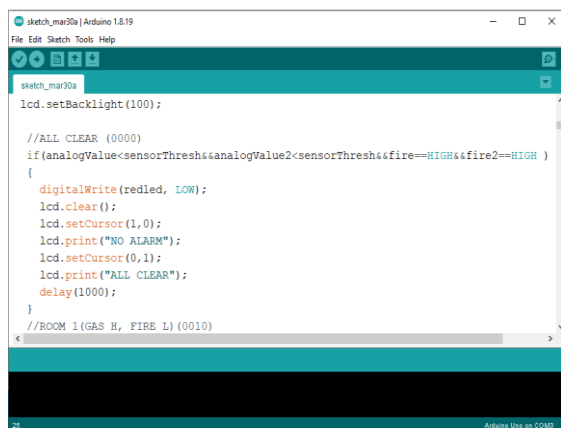 sketch_mar30a | Arduino 1.8.19
File Edit Sketch Tools Help
sketch_mar30a
lcd.setBacklight(100);
//ALL CLEAR (0000)
if(analogValue<sensorThresh&&analogValue2<sensorThresh&&fire==HIGH&&fire2==HIGH )
{
digitalWrite(redled, LOW);
lcd.clear();
lcd.setCursor(1,0);
lcd.print("NO ALARM");
lcd.setCursor(0,1);
lcd.print("ALL CLEAR");
delay(1000);
}
//ROOM 1(GAS H, FIRE L)(0010)
25 Arduino Uno on COM3